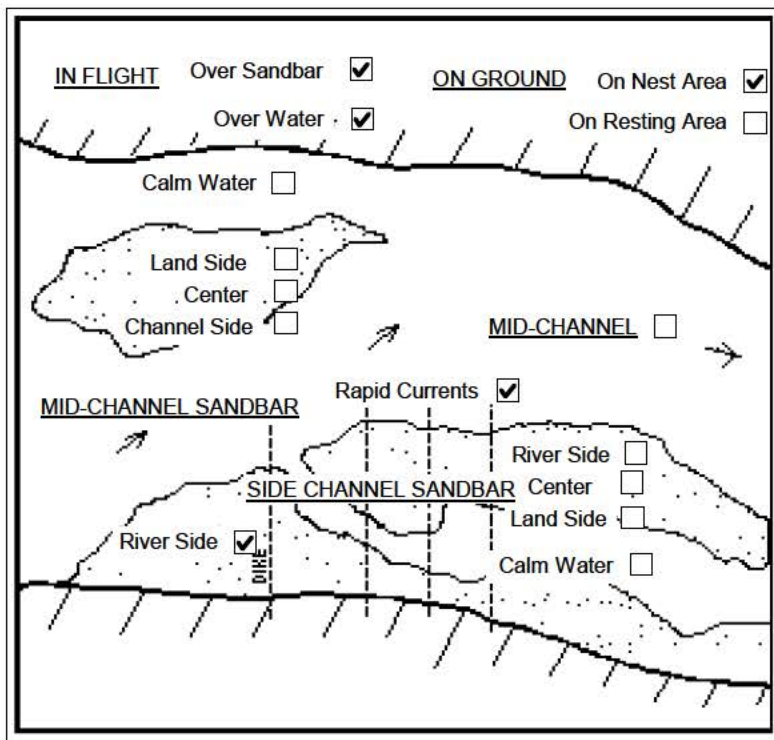 IN FLIGHT Over Sandbar ON GROUND On Nest Area
Over Water On Resting Area
Calm Water
Land Side
Center
Channel Side
MID-CHANNEL
Rapid Currents
MID-CHANNEL SANDBAR
River Side
SIDE CHANNEL SANDBAR Center
Land Side
River Side
DIKE
Calm Water